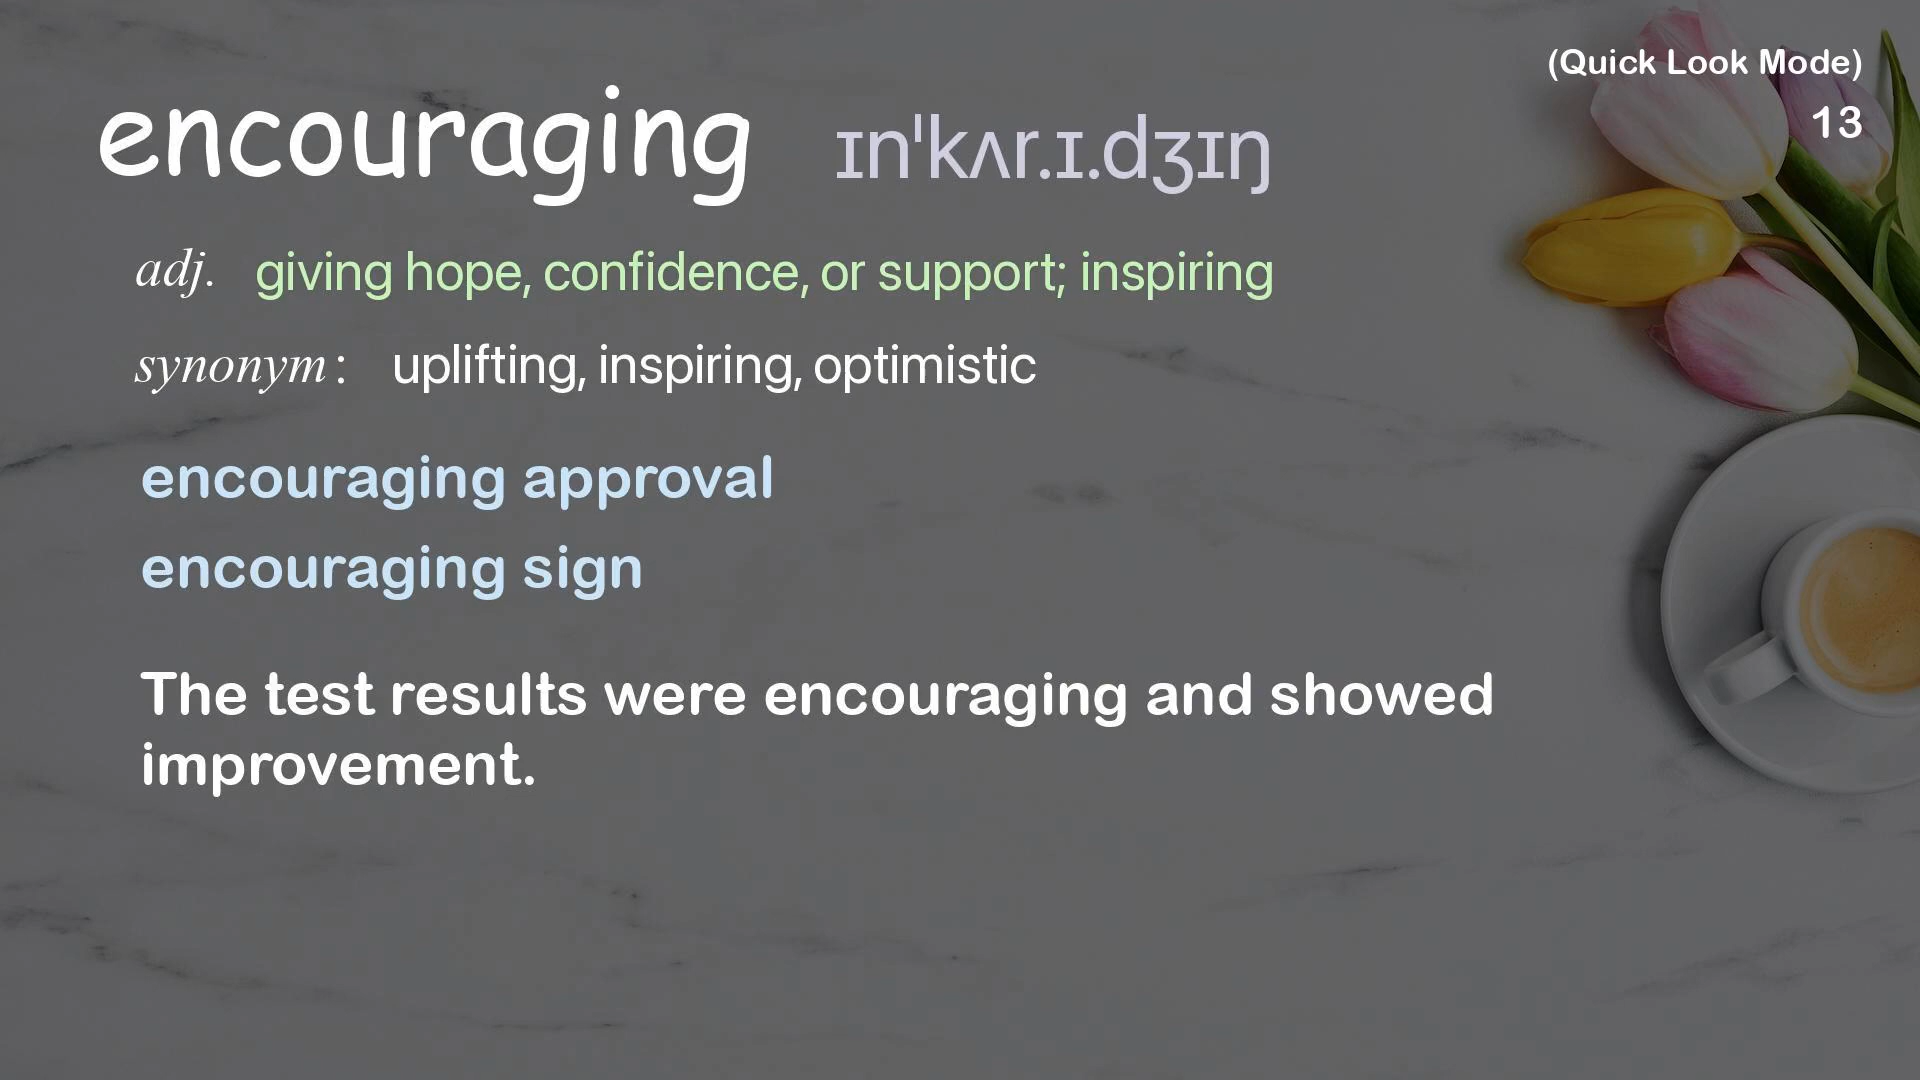 (Quick Look Mode)
13
encouraging ɪnˈkʌr.ɪ.dʒɪŋ
adj. giving hope, confidence, or support; inspiring
synonym : uplifting, inspiring, optimistic
encouraging approval
encouraging sign
The test results were encouraging and showed
improvement.